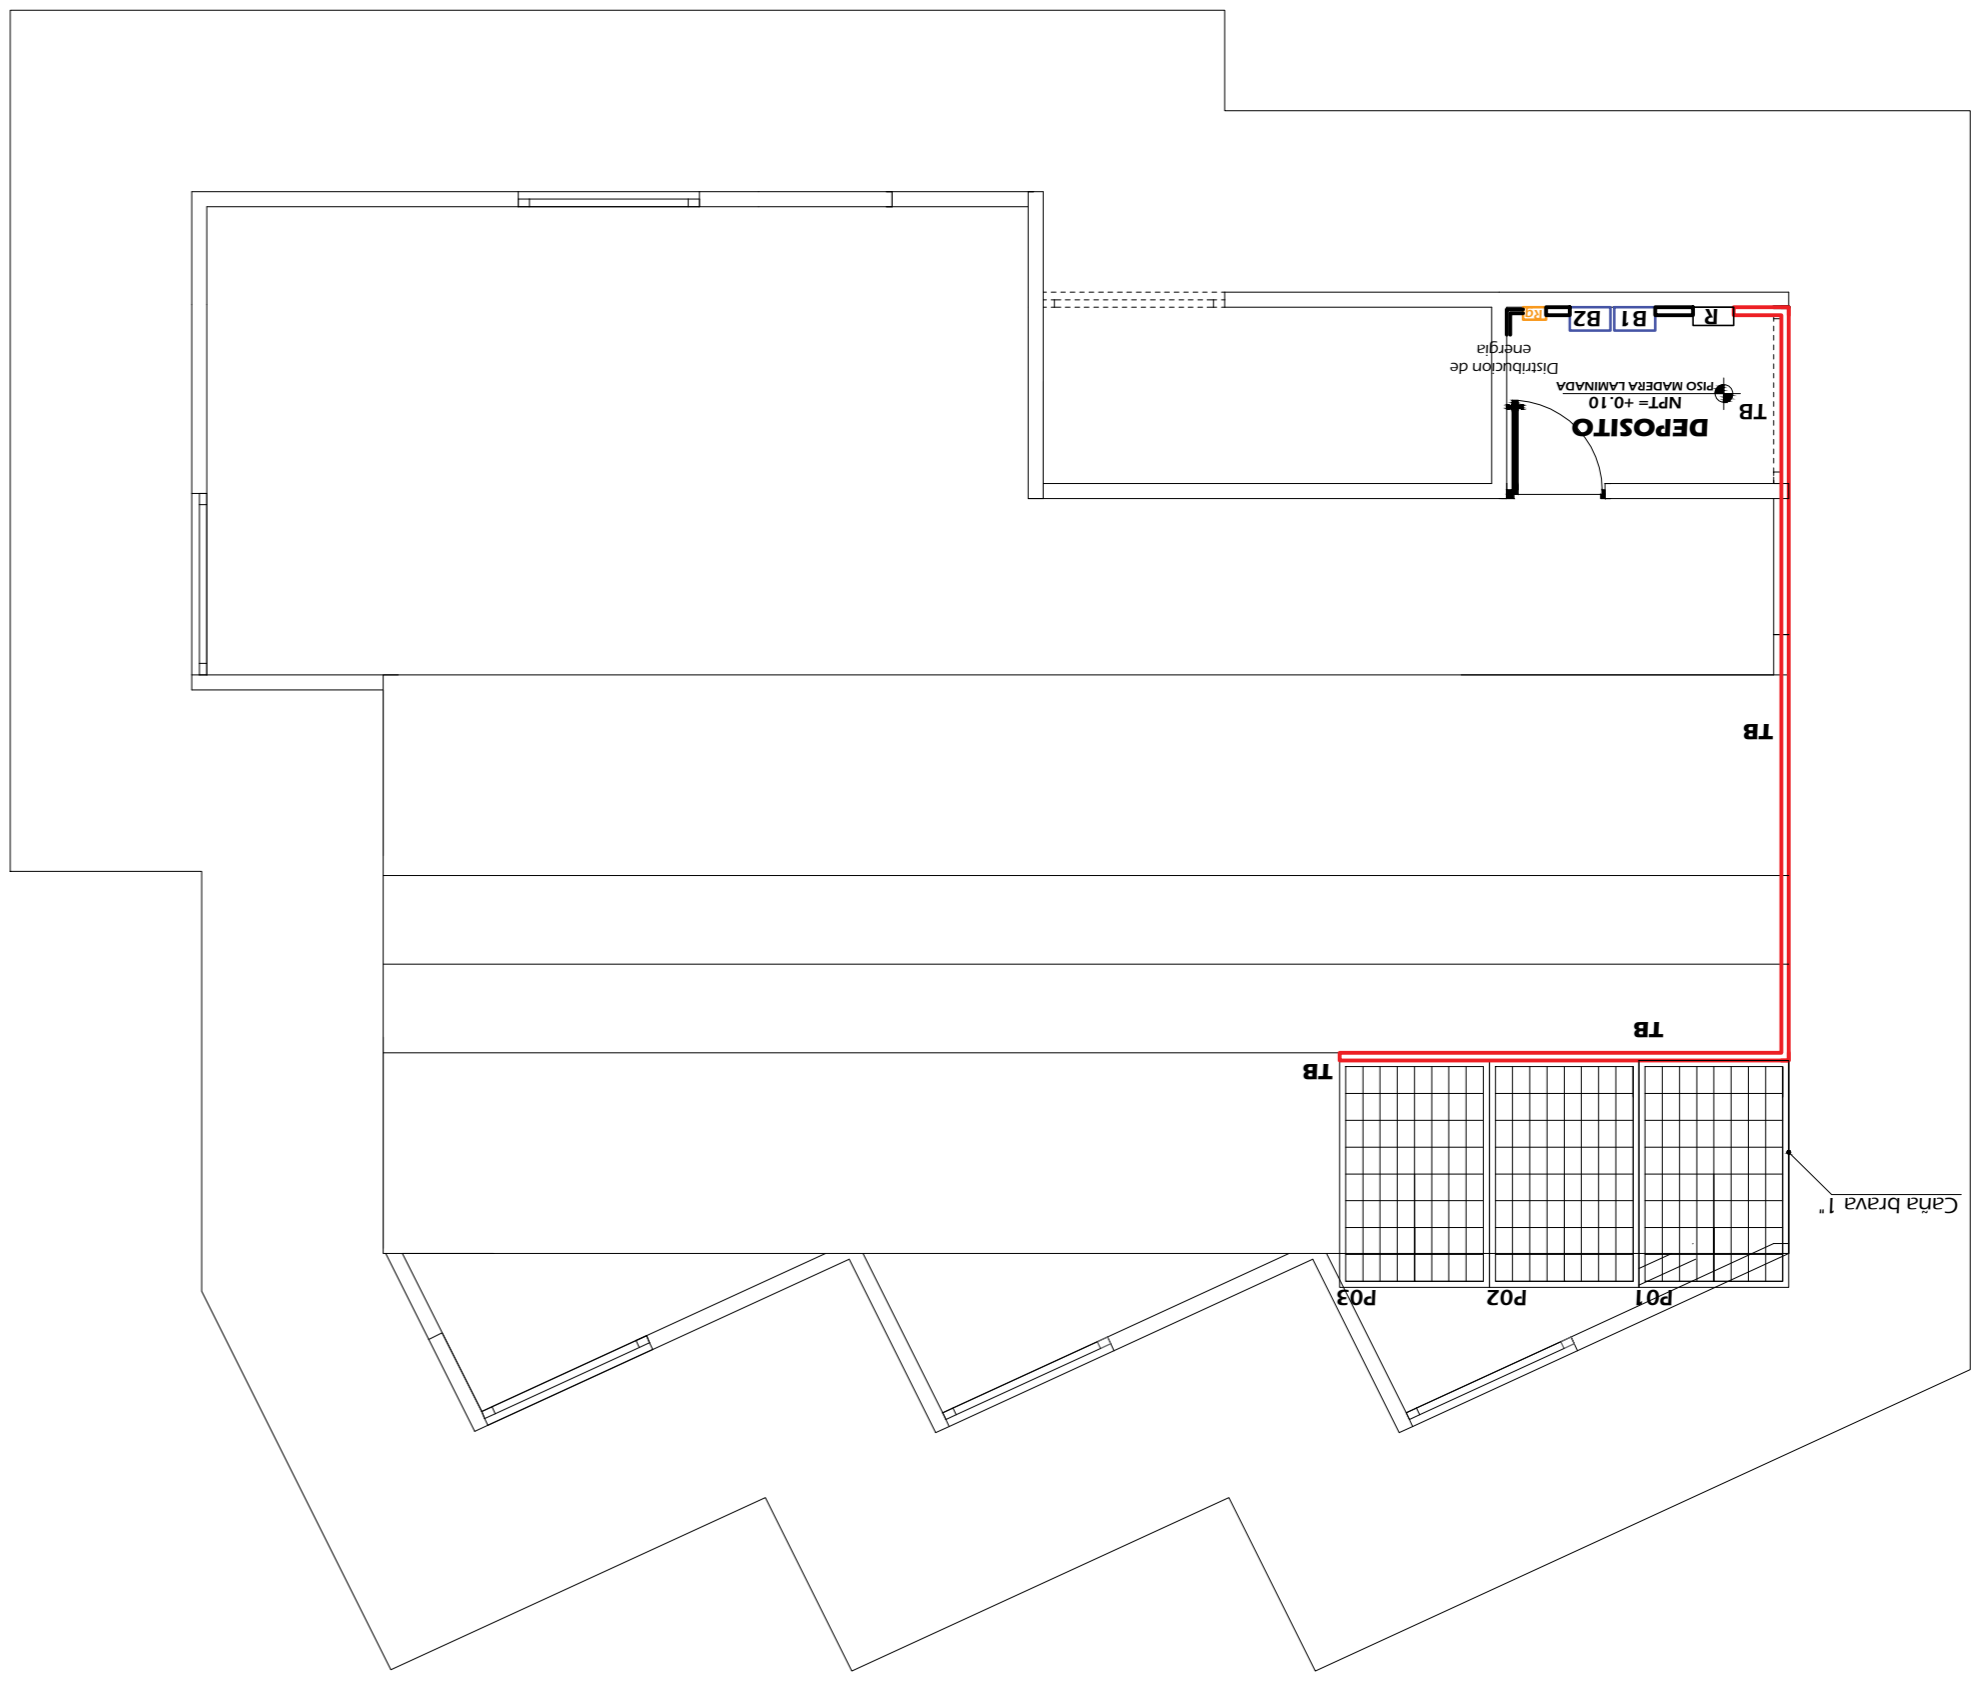 P01
P02
P03
Caña brava 1"
TB
TB
TB
DEPOSITO
TB
NPT= +0.10
PISO MADERA LAMINADA
Distribucion de
energia
R
B1
B2